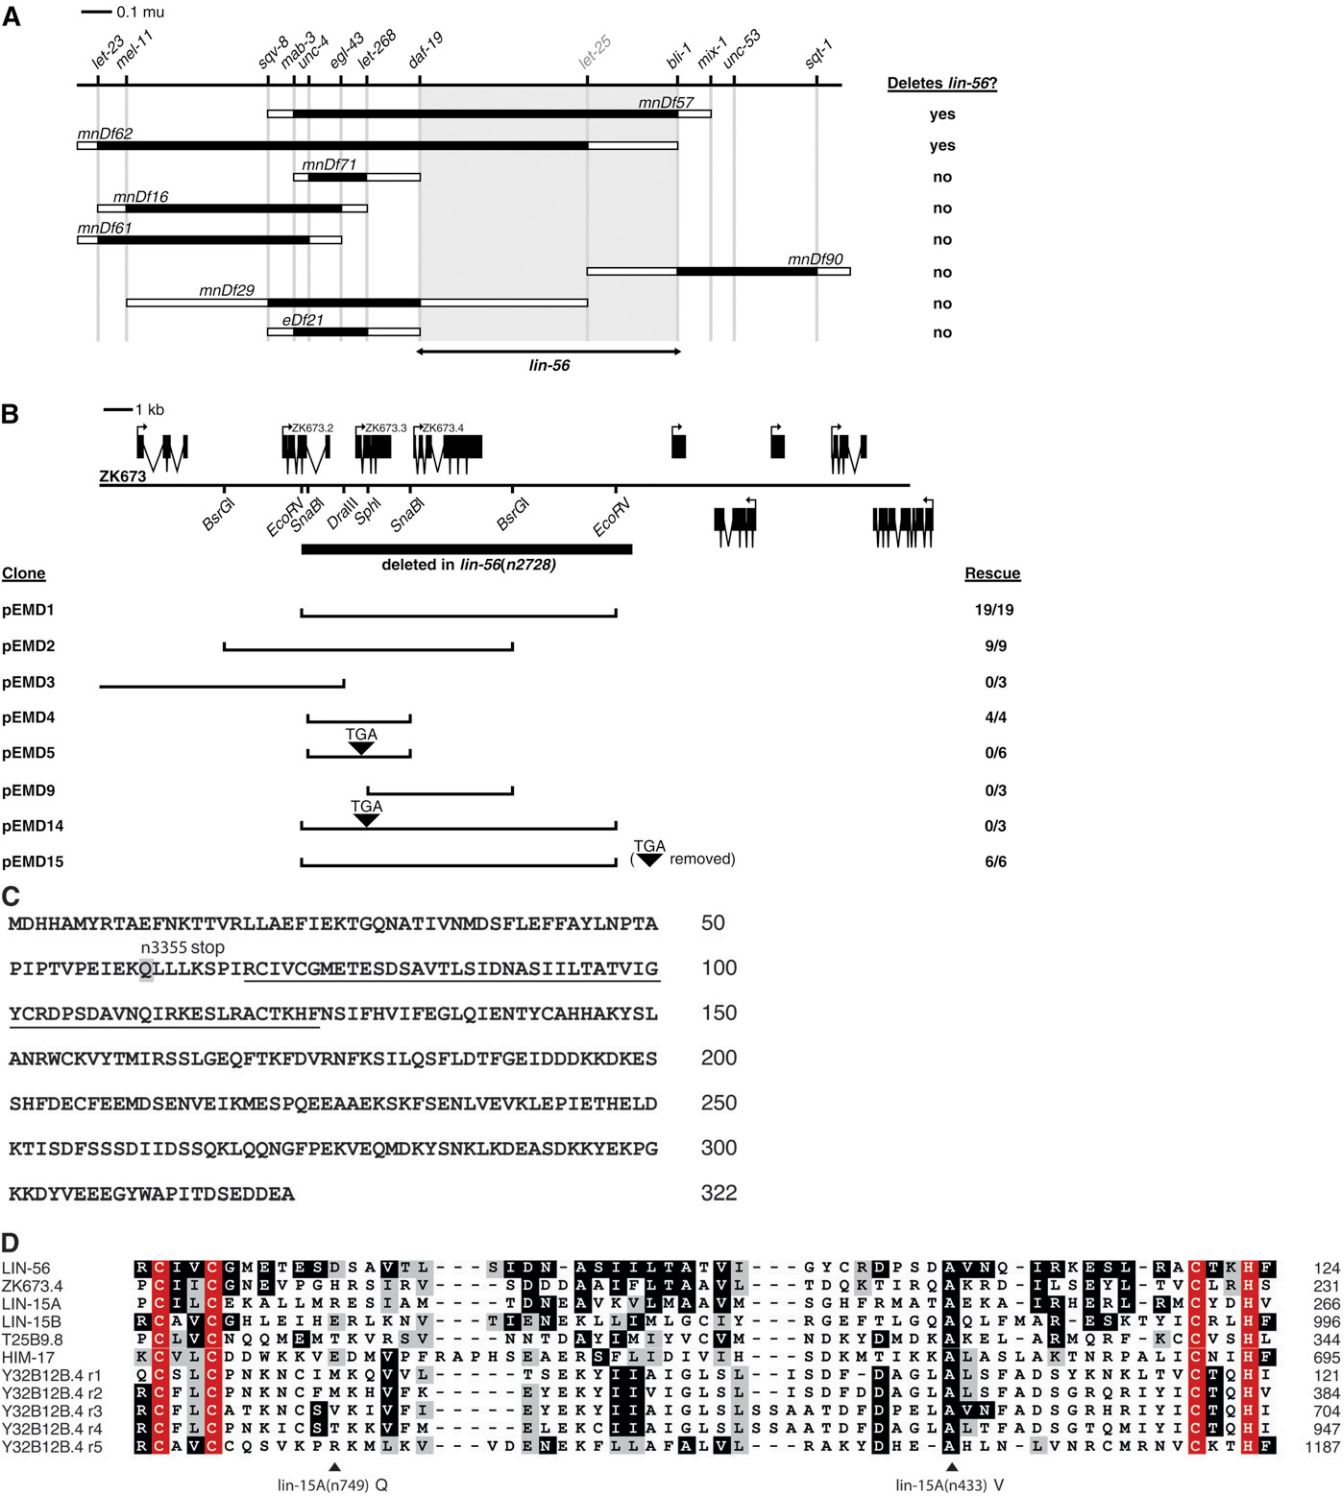 A
0.1 mu
let-23 mel-11 sqv-8 mab-3 unc-4 egl-43 let-268 daf-19 let-25 bli-1 mix-1 unc-53 sqt-1
Deletes lin-56?
mnDf57 yes
mnDf62 yes
mnDf71 no
mnDf16 no
mnDf61 no
mnDf90 no
mnDf29 no
eDf21 no
lin-56
B
1 kb
ZK673.2 ZK673.3 ZK673.4
ZK673
BsrGI EcoRV SnaBI DraIII SphI SnaBI BsrGI EcoRV
deleted in lin-56(n2728)
Clone Rescue
pEMD1 19/19
pEMD2 9/9
pEMD3 0/3
pEMD4 4/4
TGA
pEMD5 0/6
pEMD9 0/3
TGA
pEMD14 0/3
TGA
pEMD15 ( removed) 6/6
C
MDHHAMYRTAEFNKTTVRLLAEFIEKTGQNATIVNMDSFLEFFAYLNPTA 50
n3355 stop
PIPTVPEIEKQLLLKSPIRCIVCGMETESDSAVTLSIDNASIILTATVIG 100
YCRDPSDAVNQIRKESLRACTKHFNSIFHVIFEGLQIENTYCAHHAKYSL 150
ANRWCKVYTMIRSSLGEQFTKFDVRNFKSILQSFLDTFGEIDDDKKDKES 200
SHFDECFEEMDSENVEIKMESPQEEAAEKSKFSENLVEVKLEPIETHELD 250
KTISDFSSSDIIDSSQKLQQNGFPEKVEQMDKYSNKLKDEASDKKYEKPG 300
KKDYVEEEGYWAPITDSEDDEA 322
D
LIN-56 RCIVCGMETESDSAVTL---SIDN-ASIILTATVI---GYCRDPSDAVNQ-IRKESL-RACTKHF 124
ZK673.4 PCIICGNEVPGHRSIRV----SDDDAAIFLTAAVL---TDQKTIRDAKRD-ILSEYL-TVCLRHS 231
LIN-15A PCILCEKALLMRESIAM----TDNEAVKVLMAAVM---SGHFRMATAEKA-IRHERL-RMCYDHV 266
LIN-15B RCAVCTLGQLEIHERLKNV---TIENEKLLIMLGCIY---RGEFTLGQAQLFMAR-ESKTYICRLHF 996
T25B9.8 PCLVCNQQMEMTKVRSV----NNTDAYIMIYVCVM---NDKYDMDKAKEL-AMRQRF-KCCVSHL 344
HIM-17 KCVLCDDWKKVEDMVPFRAPHSEAERSFLIDIVIH---SDKMTIKKALASLAKTNRPALICNIHF 695
Y32B12B.4 r1 QCSLCPNKNCIMKQVVL-----TSEKYIIAIGLS---ISDF-DAGLALSFADSYKNKLTVCTQHI 121
Y32B12B.4 r2 RCFLCPNKNCFMKHVFK-----EYEKYIIVIGLSL---ISDFDAGLALSFADSGRQRIYICTQHV 384
Y32B12B.4 r3 RCFLCATKNCSVKIVFI-----EYEKYIIAIGLSLSSAATDFDPELAVNFADSGRHRIYICTQHI 704
Y32B12B.4 r4 RCFLCPNKICSTKKVTQM----EYLEKCIIAIGLSLSSAATDFDAGLALTFADSGTQRIYICTQHI 947
Y32B12B.4 r5 RCAVCCQSVKPRKMLKV---VDENEKFLLAFALVL---RAKYDHE-AHLN-LVNRCMRNVCKTHF 1187
lin-15A(n749) Q lin-15A(n433) V